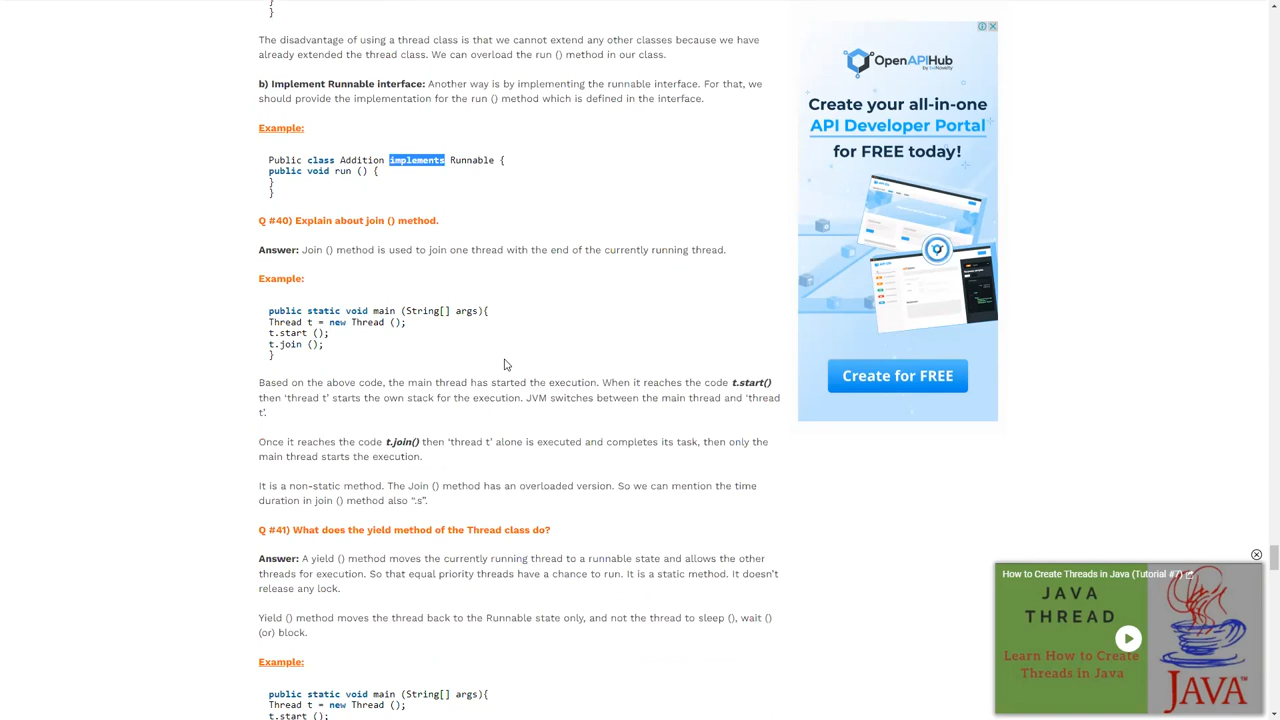 }
}
The disadvantage of using a thread class is that we cannot extend any other classes because we have
already extended the thread class. We can overload the run () method in our class.
b) Implement Runnable interface: Another way is by implementing the runnable interface. For that, we
should provide the implementation for the run () method which is defined in the interface.
Example:
Public class Addition implements Runnable {
public void run () {
}
}
Q #40) Explain about join () method.
Answer: Join () method is used to join one thread with the end of the currently running thread.
Example:
public static void main (String[] args){
Thread t = new Thread ();
t.start ();
t.join ();
}
Based on the above code, the main thread has started the execution. When it reaches the code t.start()
then ‘thread t’ starts the own stack for the execution. JVM switches between the main thread and ‘thread
t’.
Once it reaches the code t.join() then ‘thread t’ alone is executed and completes its task, then only the
main thread starts the execution.
It is a non-static method. The Join () method has an overloaded version. So we can mention the time
duration in join () method also “.s”.
Q #41) What does the yield method of the Thread class do?
Answer: A yield () method moves the currently running thread to a runnable state and allows the other
threads for execution. So that equal priority threads have a chance to run. It is a static method. It doesn’t
release any lock.
Yield () method moves the thread back to the Runnable state only, and not the thread to sleep (), wait ()
(or) block.
Example:
public static void main (String[] args){
Thread t = new Thread ();
t.start ();
OpenAPIHub
Create your all-in-one
API Developer Portal
for FREE today!
Create for FREE
How to Create Threads in Java (Tutorial #7)
JAVA
THREAD
Learn How to Create
Threads in Java
JAVA